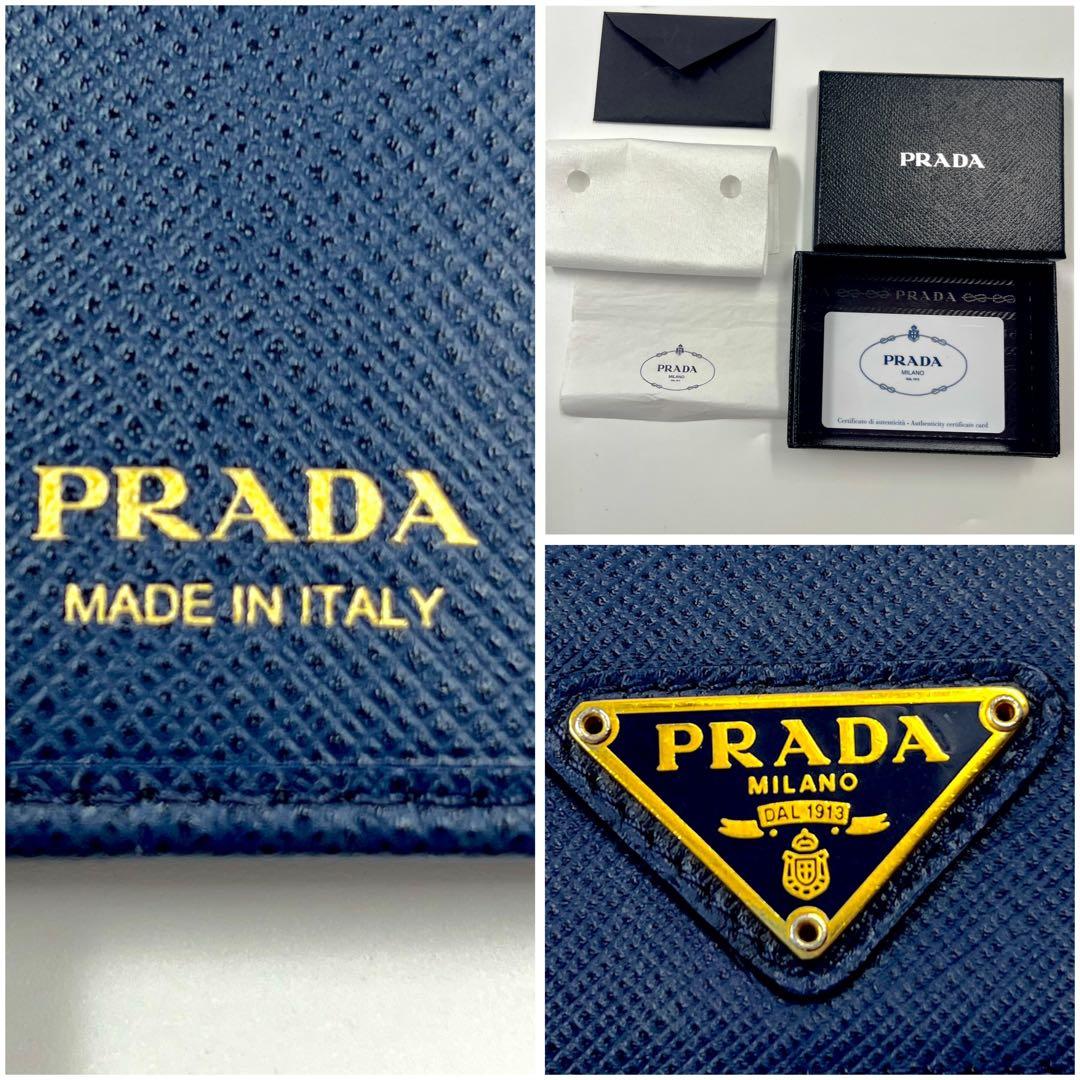 PRADA
MADE IN ITALY
PRADA
PRADA
PRADA
MILANO
PRADA
MILANO
Certificato di autenticità - Authenticity certificate card
PRADA
MILANO
DAL 1913